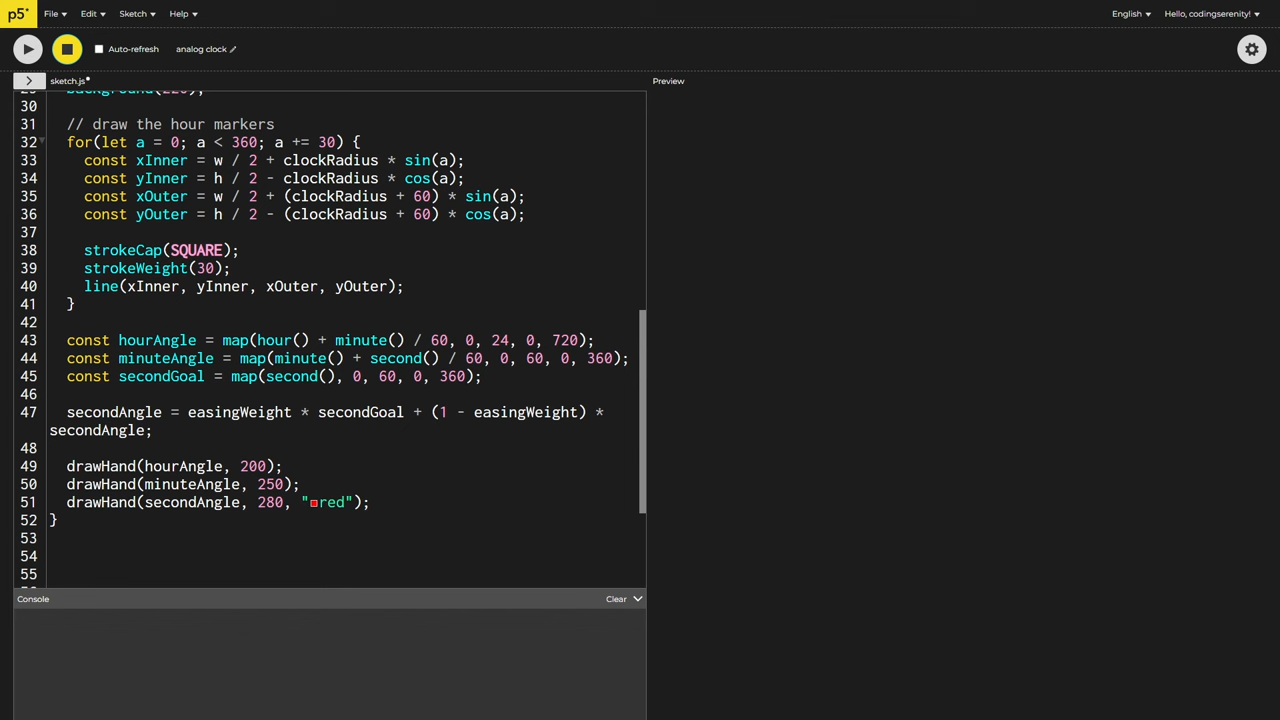 p5* File Edit Sketch Help English Hello, codingserenity!
Auto-refresh analog clock
sketch.js Preview
29 background(220);
30
31 // draw the hour markers
32 for(let a = 0; a < 360; a += 30) {
33 const xInner = w / 2 + clockRadius * sin(a);
34 const yInner = h / 2 - clockRadius * cos(a);
35 const xOuter = w / 2 + (clockRadius + 60) * sin(a);
36 const yOuter = h / 2 - (clockRadius + 60) * cos(a);
37
38 strokeCap(SQUARE);
39 strokeWeight(30);
40 line(xInner, yInner, xOuter, yOuter);
41 }
42
43 const hourAngle = map(hour() + minute() / 60, 0, 24, 0, 720);
44 const minuteAngle = map(minute() + second() / 60, 0, 60, 0, 360);
45 const secondGoal = map(second(), 0, 60, 0, 360);
46
47 secondAngle = easingWeight * secondGoal + (1 - easingWeight) *
secondAngle;
48
49 drawHand(hourAngle, 200);
50 drawHand(minuteAngle, 250);
51 drawHand(secondAngle, 280, "red");
52 }
53
54
55
Console Clear